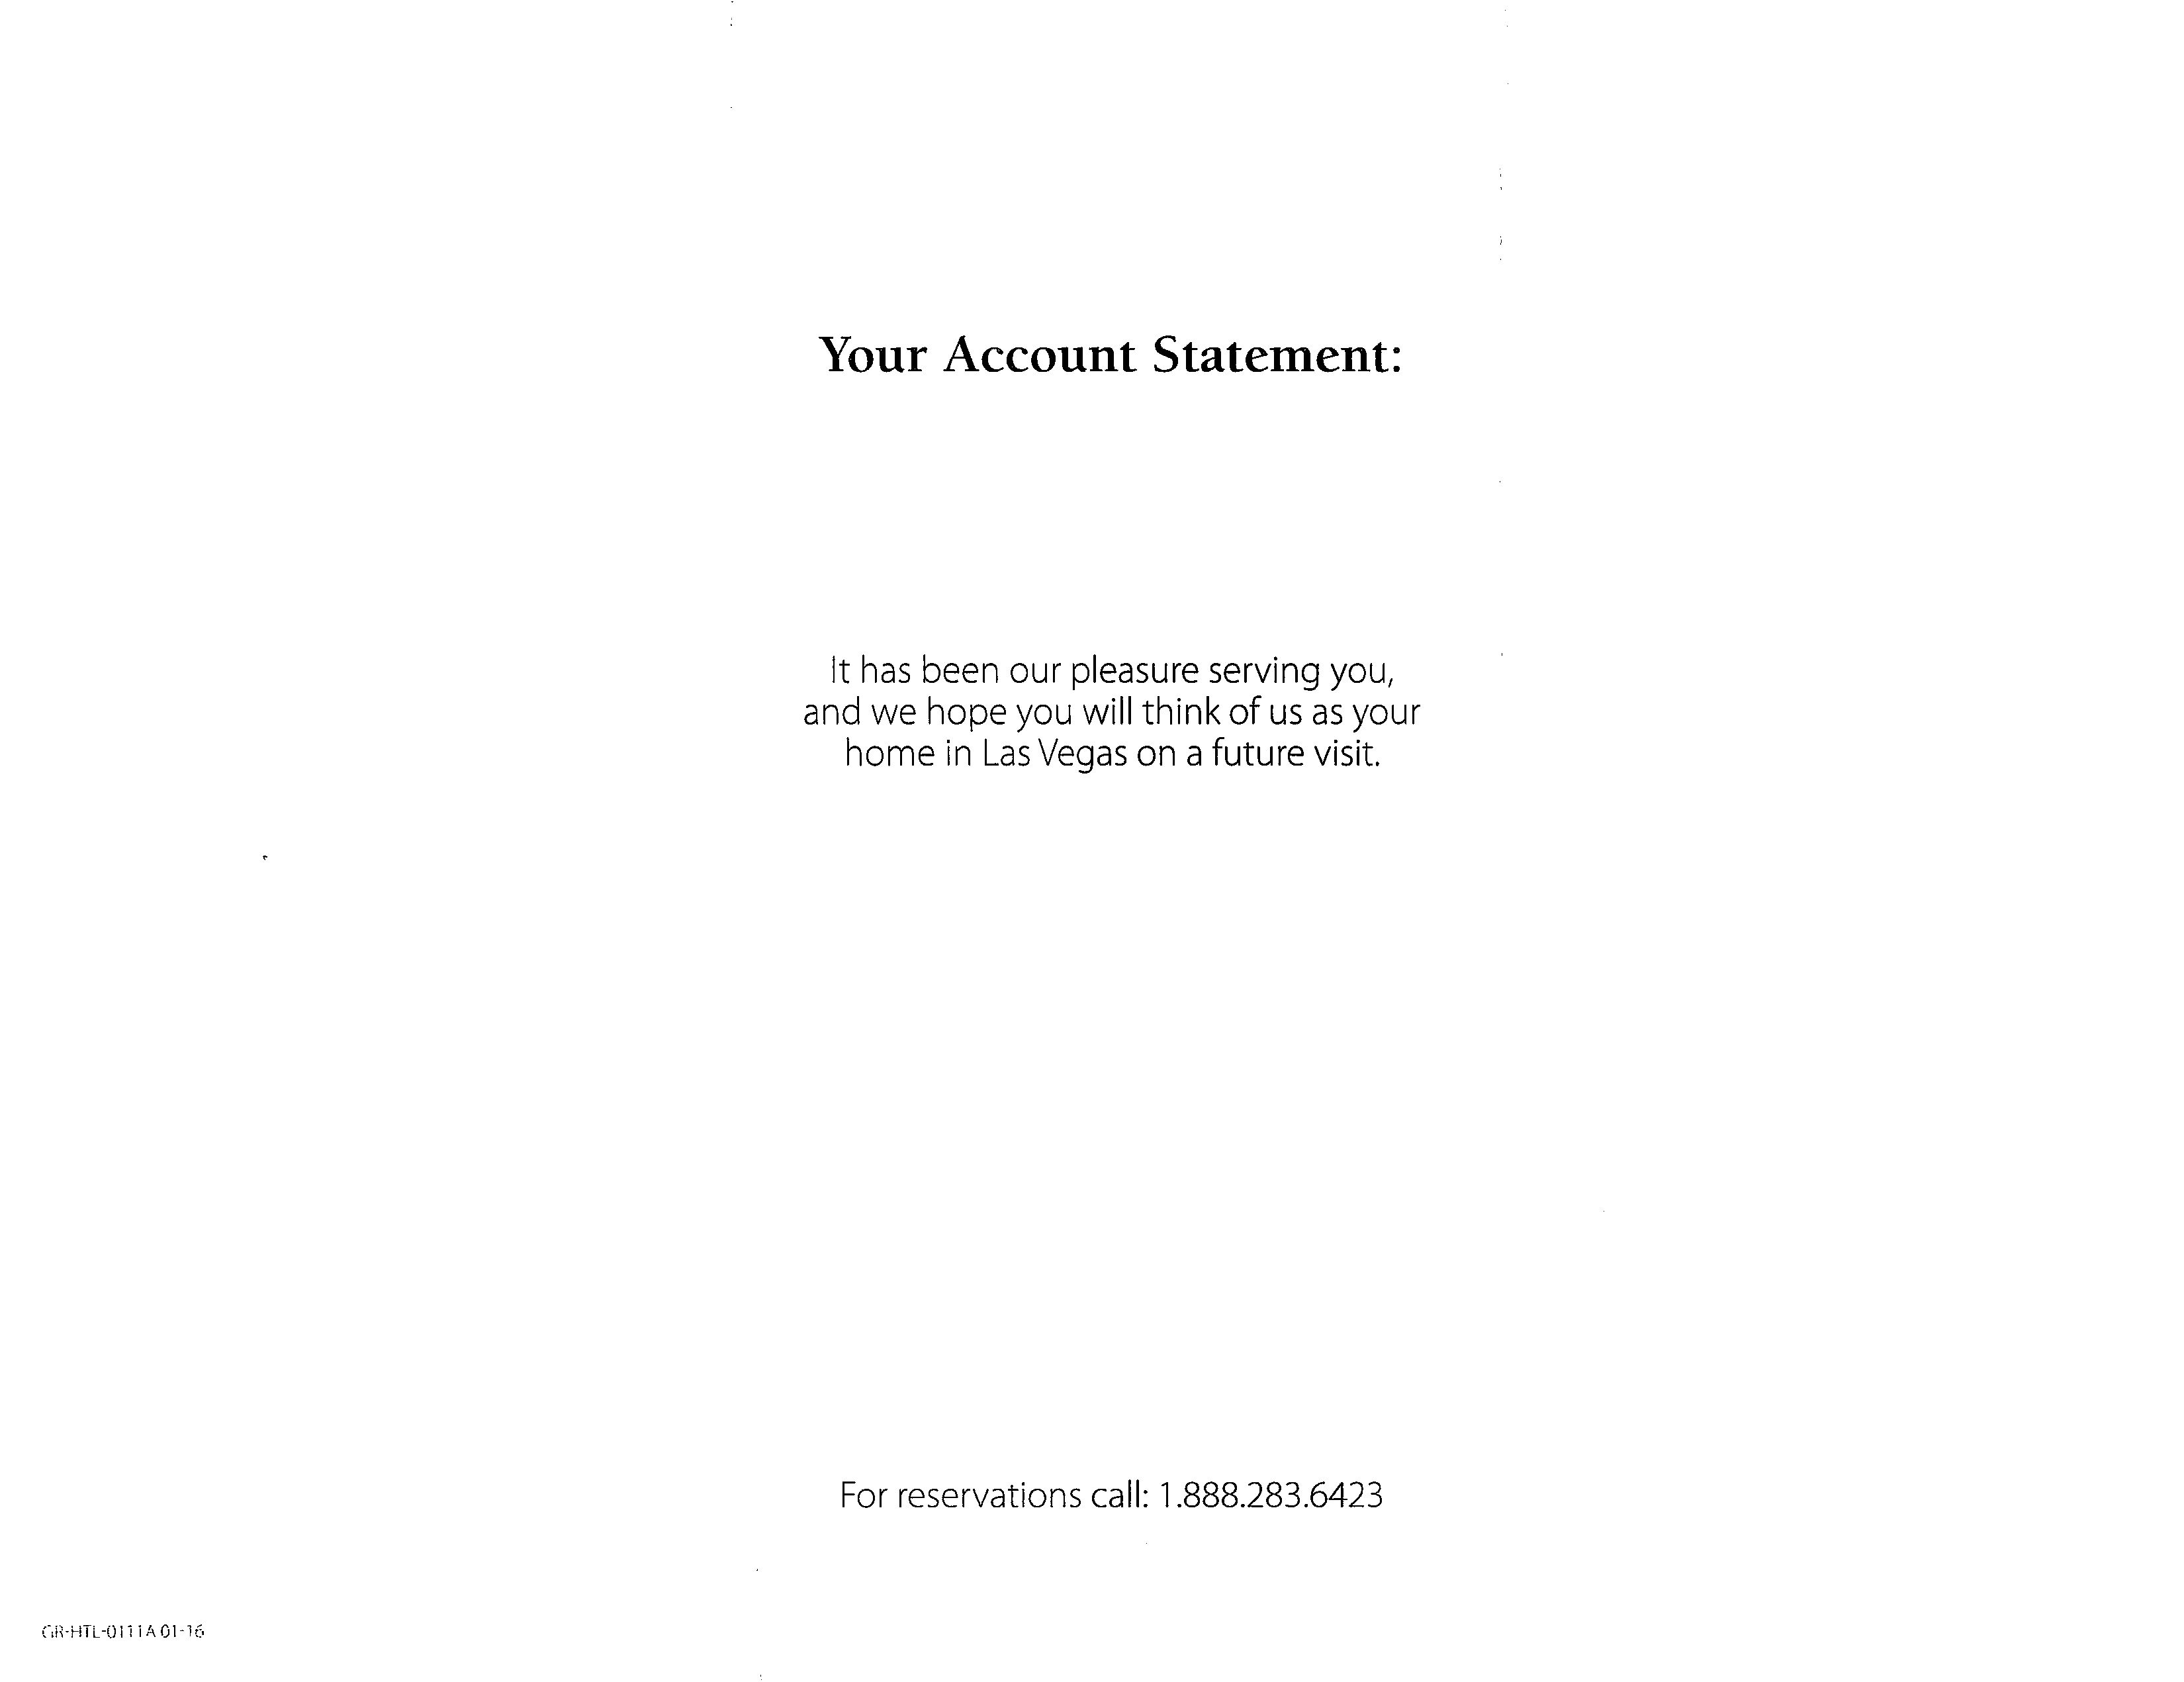 Your Account Statement:
It has been our pleasure serving you,
and we hope you will think of us as your
home in Las Vegas on a future visit.
For reservations call: 1.888.283.6423
GR-HTL-0111A 01-16